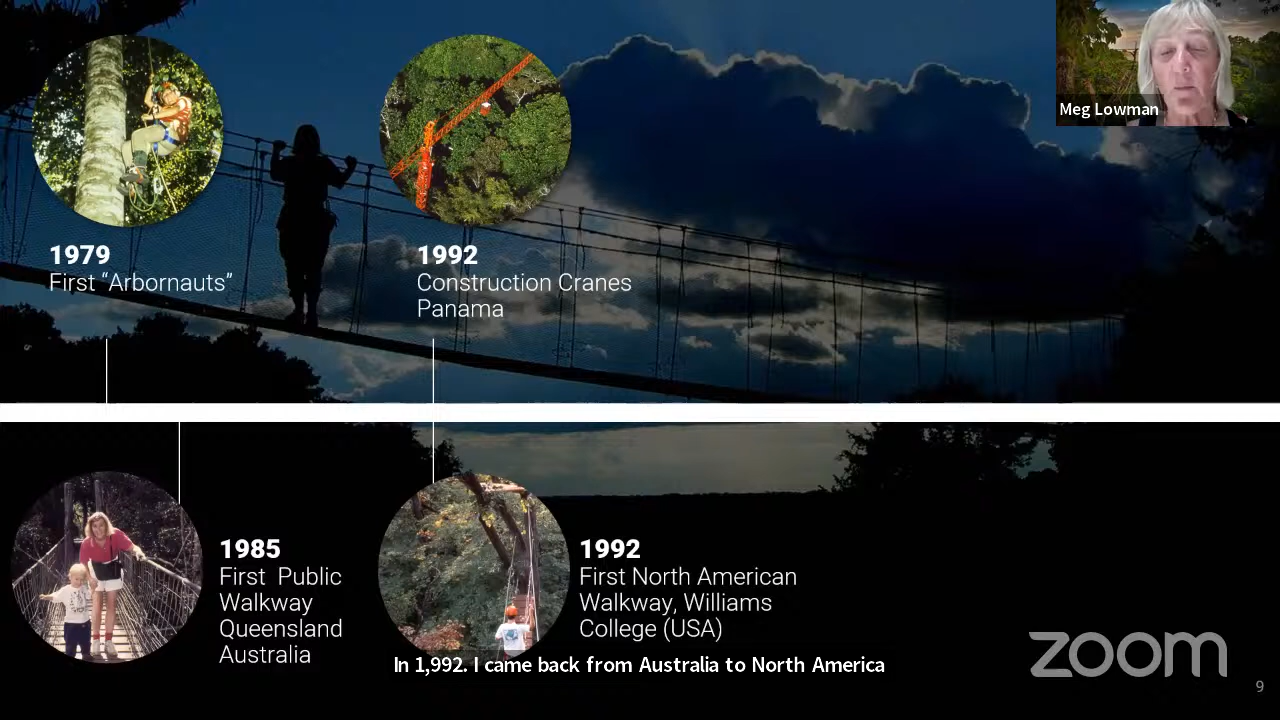 Meg Lowman
1979
First “Arbornauts”
1992
Construction Cranes
Panama
1985
First Public
Walkway
Queensland
Australia
1992
First North American
Walkway, Williams
College (USA)
In 1,992. I came back from Australia to North America
zoom
9